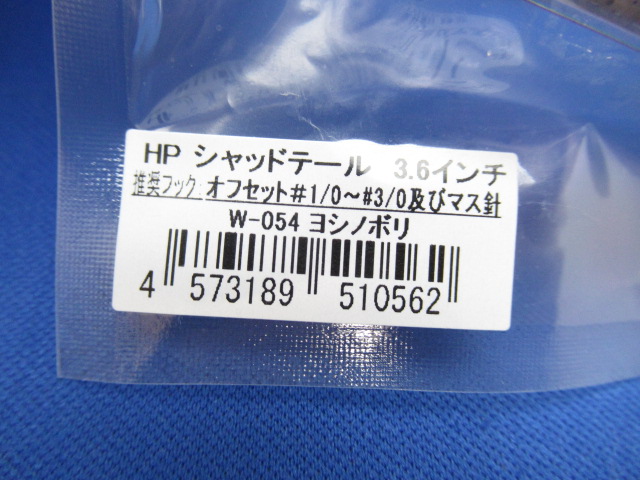 HP シャッドテール 3.6インチ
推奨フック:オフセット#1/0～#3/0及びマス針
W-054 ヨシノボリ
4 573189 510562